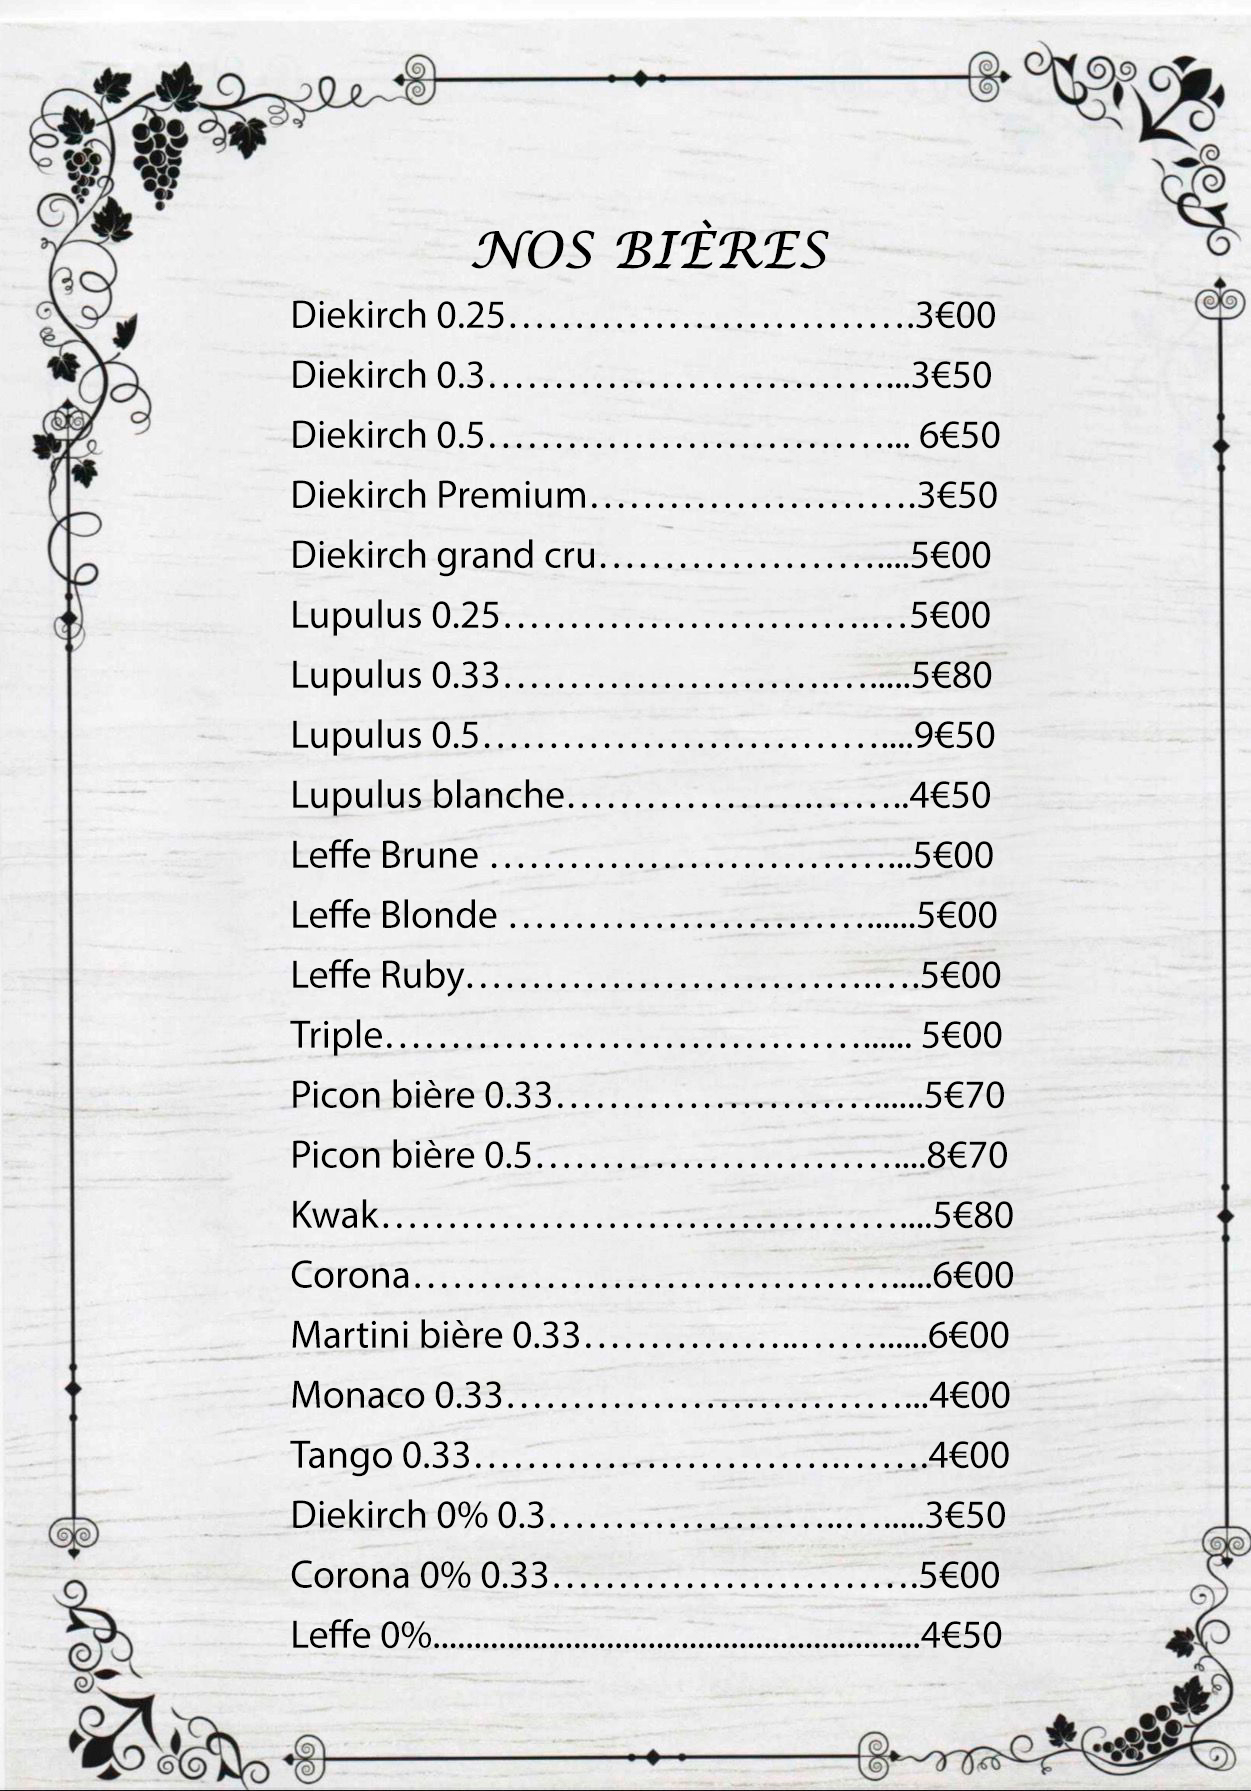 NOS BIÈRES
Diekirch 0.25……………………………….3€00
Diekirch 0.3………………………………...3€50
Diekirch 0.5………………………………... 6€50
Diekirch Premium…………………………….3€50
Diekirch grand cru……………………....5€00
Lupulus 0.25……………………………….…5€00
Lupulus 0.33…………………………….…....5€80
Lupulus 0.5………………………………....9€50
Lupulus blanche…………………….……..4€50
Leffe Brune ………………………………...5€00
Leffe Blonde ……………………………......5€00
Leffe Ruby……………………………….….5€00
Triple……………………………………...... 5€00
Picon bière 0.33…………………………......5€70
Picon bière 0.5……………………………....8€70
Kwak…………………………………………....5€80
Corona……………………………………….....6€00
Martini bière 0.33………………..……......6€00
Monaco 0.33………………………………...4€00
Tango 0.33…………………………….…….4€00
Diekirch 0% 0.3……………………..….....3€50
Corona 0% 0.33…………………………….5€00
Leffe 0%...........................................................4€50